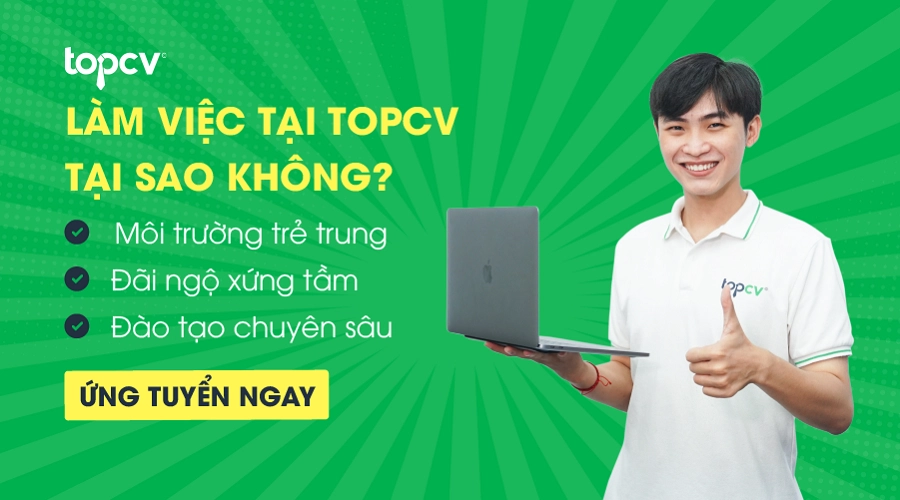 topcv
LÀM VIỆC TẠI TOPCV
TẠI SAO KHÔNG?
Môi trường trẻ trung
Đãi ngộ xứng tầm
Đào tạo chuyên sâu
ỨNG TUYỂN NGAY
topcv